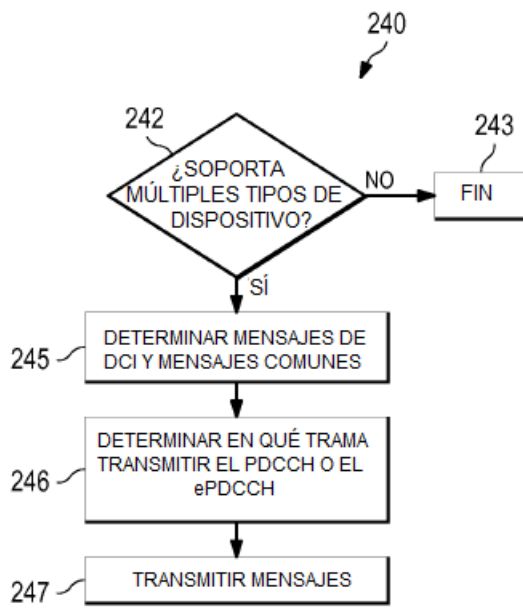 240
242
¿SOPORTA
MÚLTIPLES TIPOS DE
DISPOSITIVO?
NO
243
FIN
SÍ
245
DETERMINAR MENSAJES DE
DCI Y MENSAJES COMUNES
246
DETERMINAR EN QUÉ TRAMA
TRANSMITIR EL PDCCH O EL
ePDCCH
247
TRANSMITIR MENSAJES